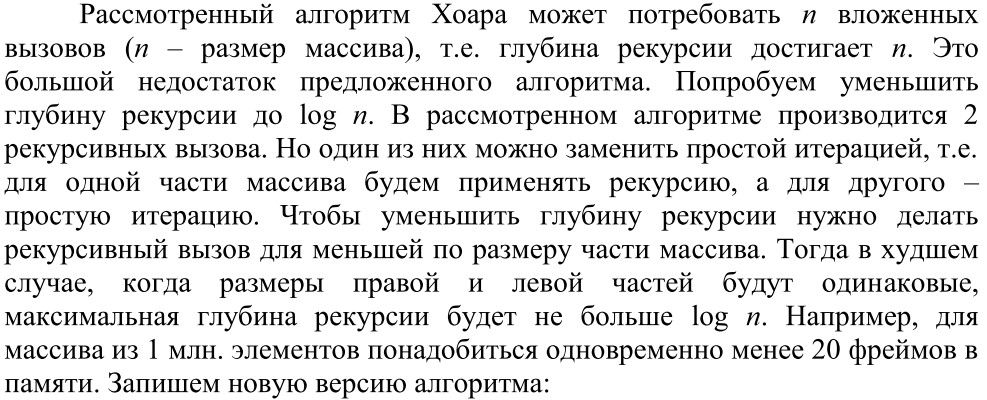 Рассмотренный алгоритм Хоара может потребовать n вложенных
вызовов (n – размер массива), т.е. глубина рекурсии достигает n. Это
большой недостаток предложенного алгоритма. Попробуем уменьшить
глубину рекурсии до log n. В рассмотренном алгоритме производится 2
рекурсивных вызова. Но один из них можно заменить простой итерацией, т.е.
для одной части массива будем применять рекурсию, а для другого –
простую итерацию. Чтобы уменьшить глубину рекурсии нужно делать
рекурсивный вызов для меньшей по размеру части массива. Тогда в худшем
случае, когда размеры правой и левой частей будут одинаковые,
максимальная глубина рекурсии будет не больше log n. Например, для
массива из 1 млн. элементов понадобиться одновременно менее 20 фреймов в
памяти. Запишем новую версию алгоритма: